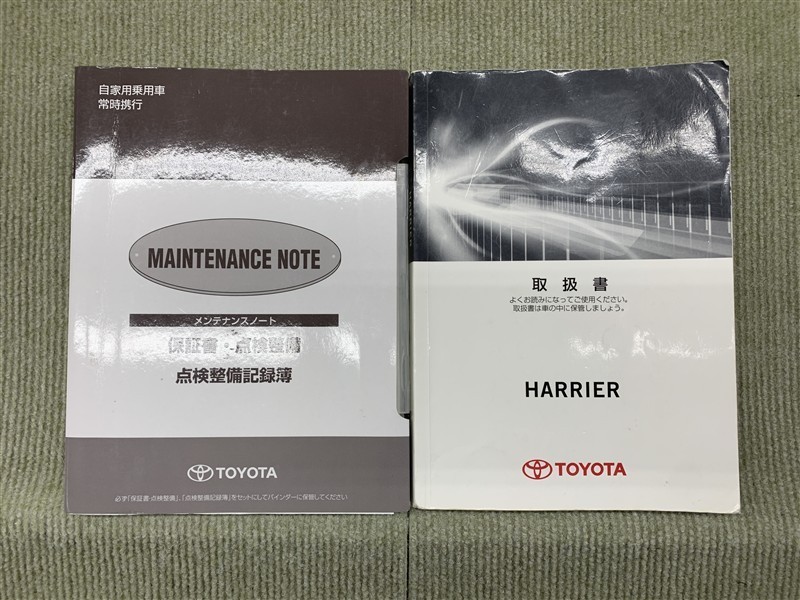 自家用乗用車
常時携行
MAINTENANCE NOTE
メンテナンスノート
保証書・点検整備
点検整備記録簿
TOYOTA
必ず「保証書・点検整備」、「点検整備記録簿」をセットにしてバインダーに保管してください
取扱書
よくお読みになってご使用ください。
取扱書は車の中に保管しましょう。
HARRIER
TOYOTA